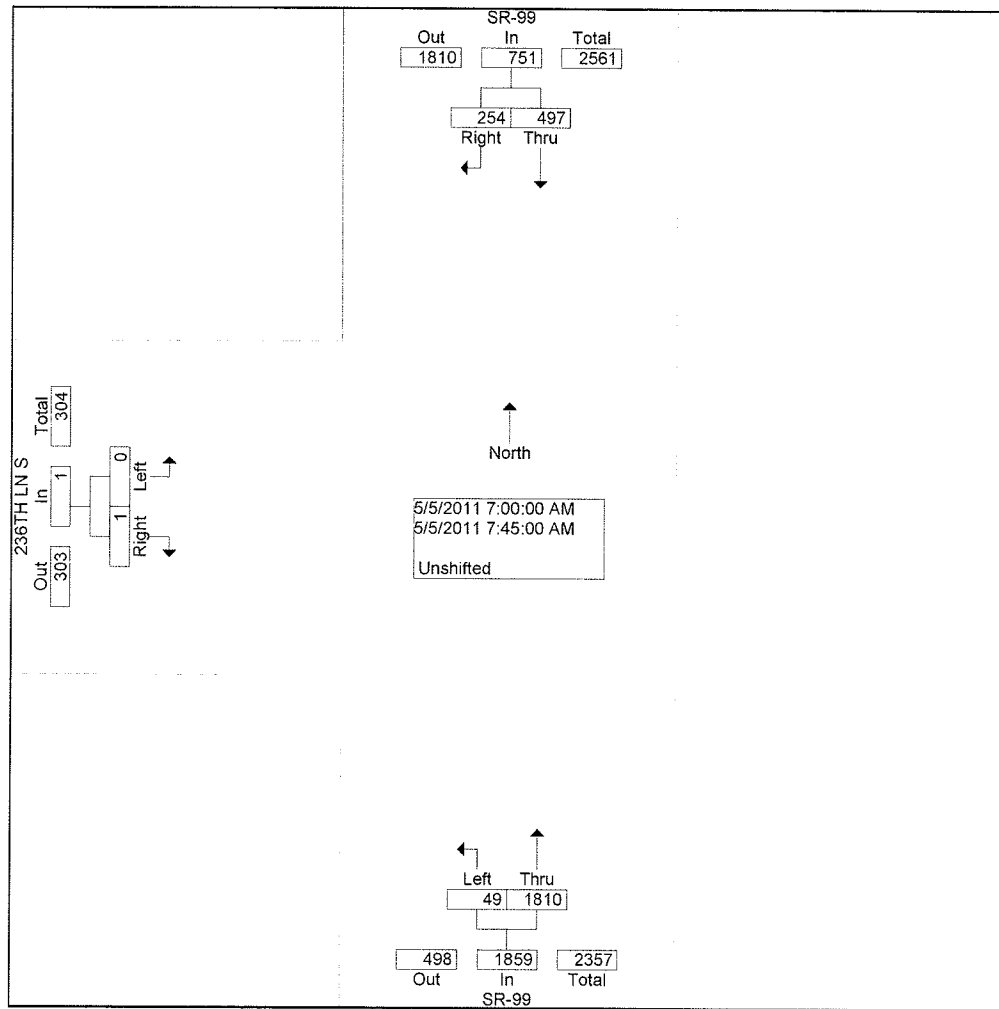 SR-99
Out In Total
1810 751 2561
254 497
Right Thru
236TH LN S
Out In Total
303 1 304
1 0
Right Left
North
5/5/2011 7:00:00 AM
5/5/2011 7:45:00 AM
Unshifted
Left Thru
49 1810
498 1859 2357
Out In Total
SR-99